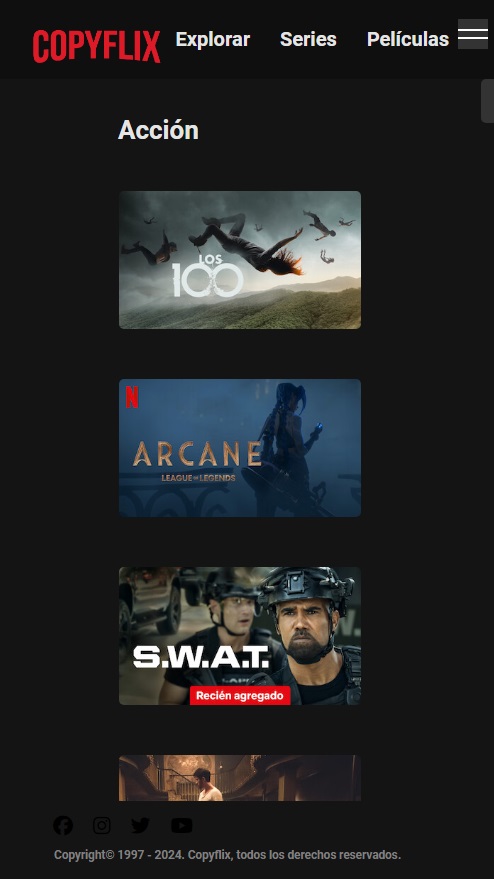 COPYFLIX Explorar Series Películas
Acción
LOS
100
N
ARCANE
LEAGUE OF LEGENDS
S.W.A.T.
Recién agregado
Copyright© 1997 - 2024. Copyflix, todos los derechos reservados.